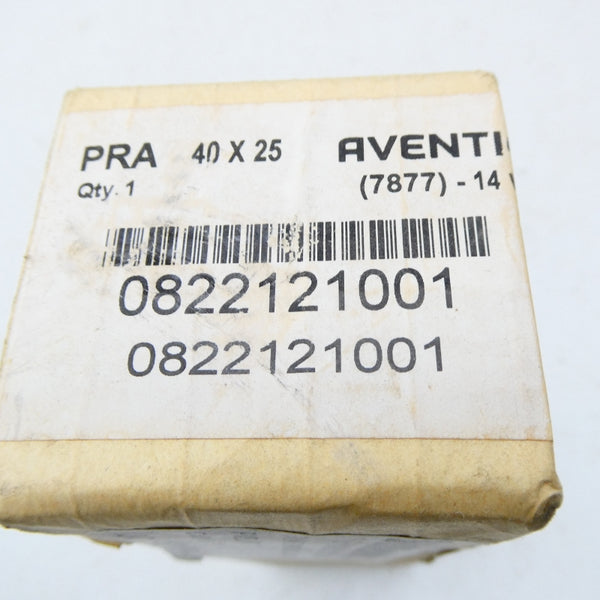 PRA 40 X 25 AVENTI
Qty. 1 (7877) - 14
0822121001
0822121001